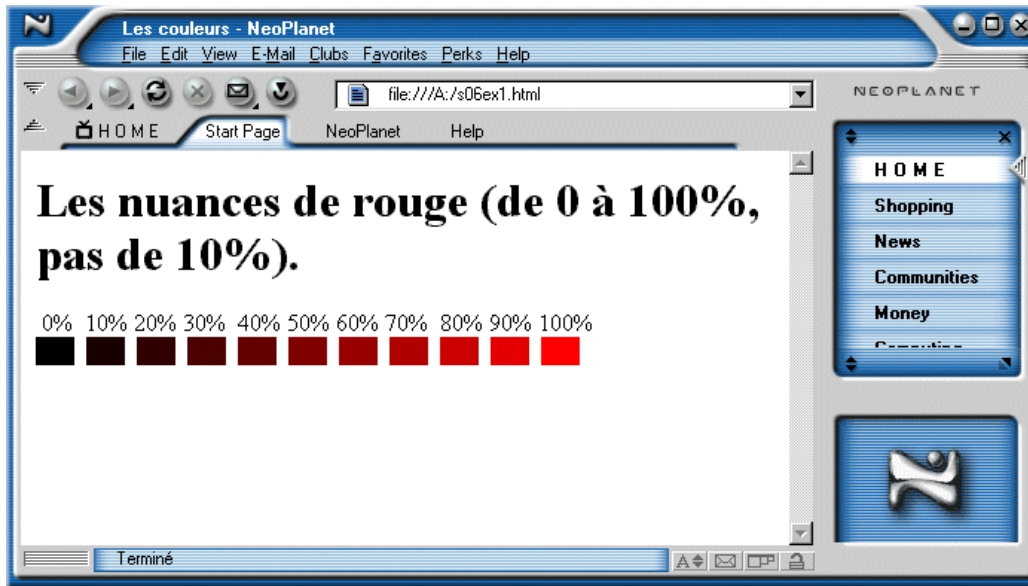 Les couleurs - NeoPlanet
File Edit View E-Mail Clubs Favorites Perks Help
file:///A:/s06ex1.html
NEOPLANET
HOME Start Page NeoPlanet Help
Les nuances de rouge (de 0 à 100%,
pas de 10%).
0% 10% 20% 30% 40% 50% 60% 70% 80% 90% 100%
HOME
Shopping
News
Communities
Money
Terminé
A